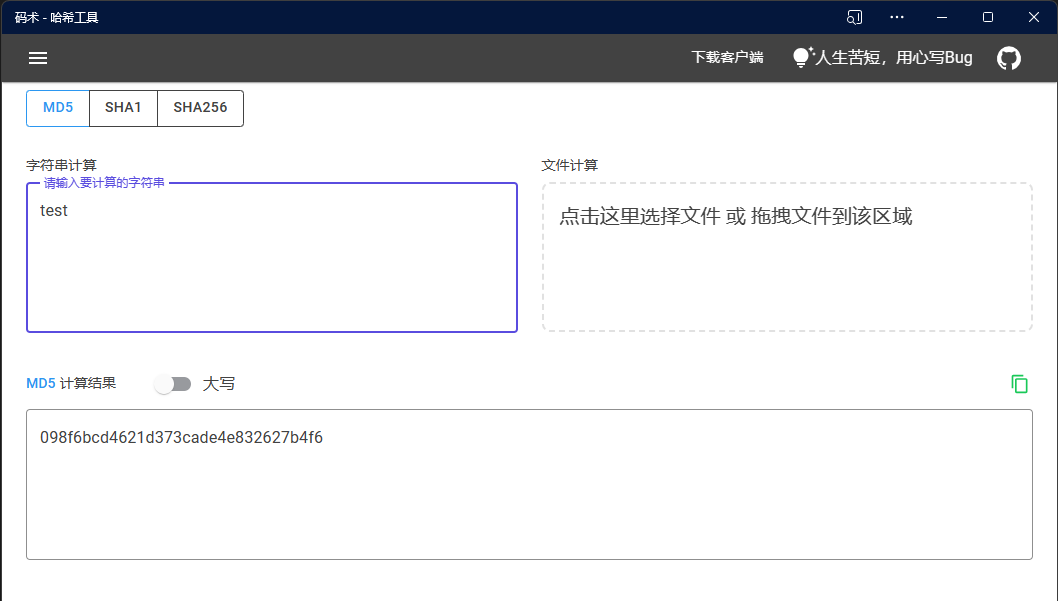 码术 - 哈希工具
下载客户端
人生苦短，用心写Bug
MD5
SHA1
SHA256
字符串计算
请输入要计算的字符串
test
文件计算
点击这里选择文件 或 拖拽文件到该区域
MD5 计算结果
大写
098f6bcd4621d373cade4e832627b4f6